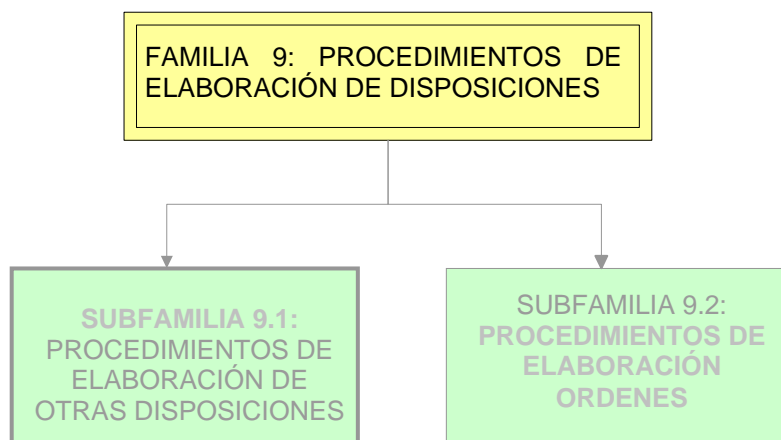 FAMILIA 9: PROCEDIMIENTOS DE
ELABORACIÓN DE DISPOSICIONES
SUBFAMILIA 9.1:
PROCEDIMIENTOS DE
ELABORACIÓN DE
OTRAS DISPOSICIONES
SUBFAMILIA 9.2:
PROCEDIMIENTOS DE
ELABORACIÓN
ORDENES